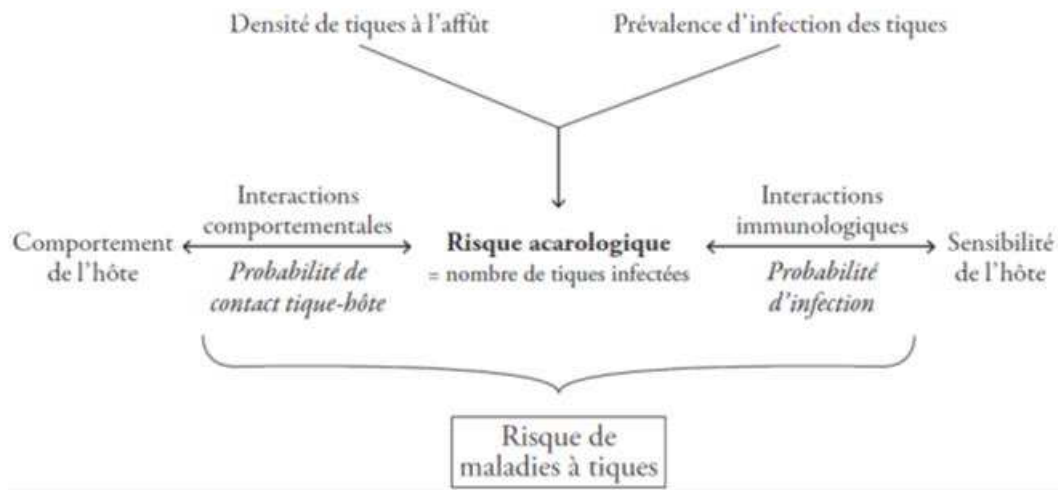 Densité de tiques à l'affût
Prévalence d'infection des tiques
Interactions
comportementales
Comportement
de l'hôte
Probabilité de
contact tique-hôte
Risque acarologique
= nombre de tiques infectées
Interactions
immunologiques
Probabilité
d'infection
Sensibilité
de l'hôte
Risque de
maladies à tiques